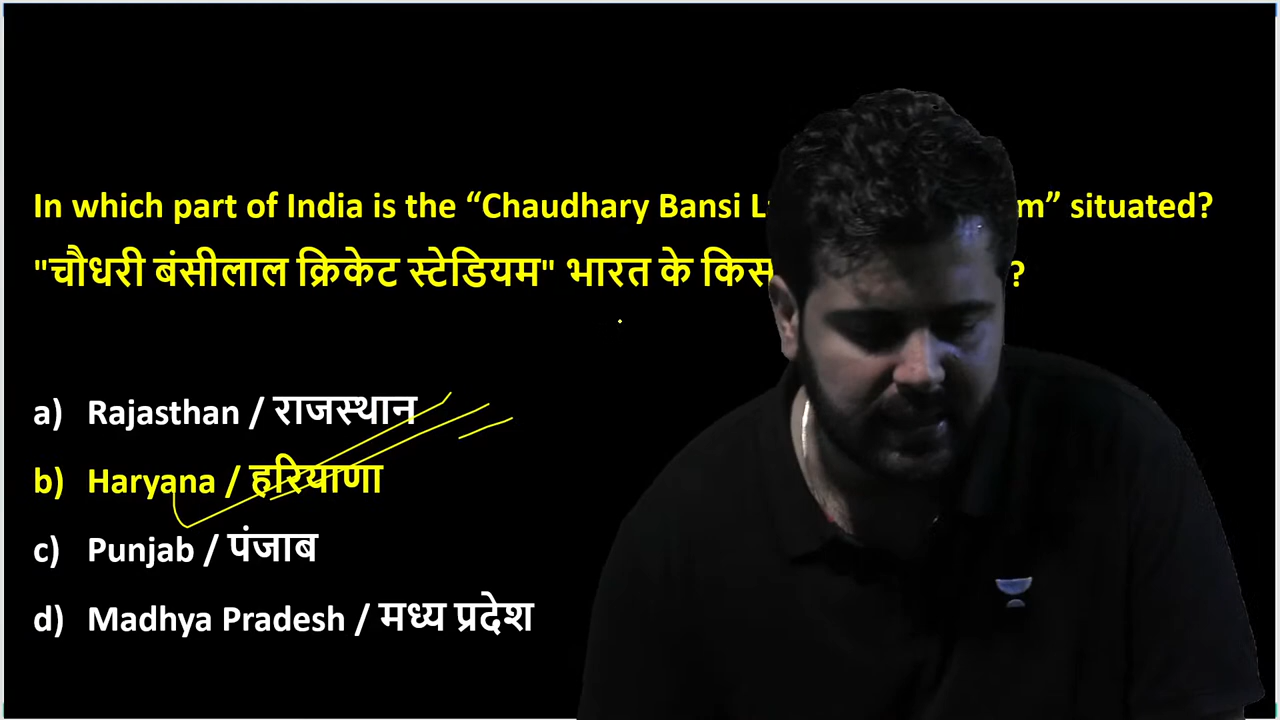 In which part of India is the “Chaudhary Bansi m” situated?
"चौधरी बंसीलाल क्रिकेट स्टेडियम" भारत के किस ?
a) Rajasthan / राजस्थान
b) Haryana / हरियाणा
c) Punjab / पंजाब
d) Madhya Pradesh / मध्य प्रदेश